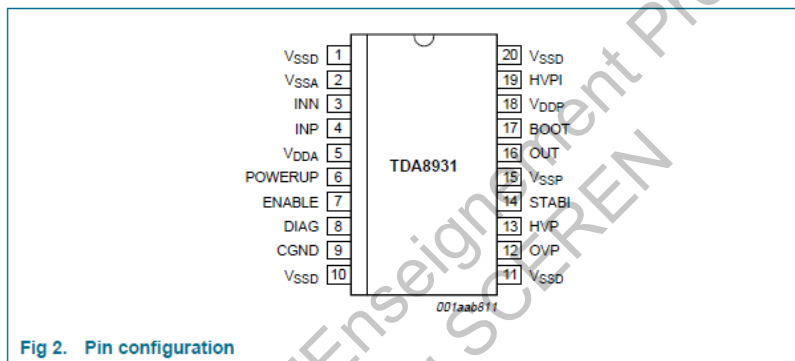 VSSD 1
VSSA 2
INN 3
INP 4
VDDA 5
POWERUP 6
ENABLE 7
DIAG 8
CGND 9
VSSD 10
TDA8931
20 VSSD
19 HVPI
18 VDDP
17 BOOT
16 OUT
15 VSSP
14 STABI
13 HVP
12 OVP
11 VSSD
001aab811
Fig 2. Pin configuration
Enseignement Pro
SCEREN